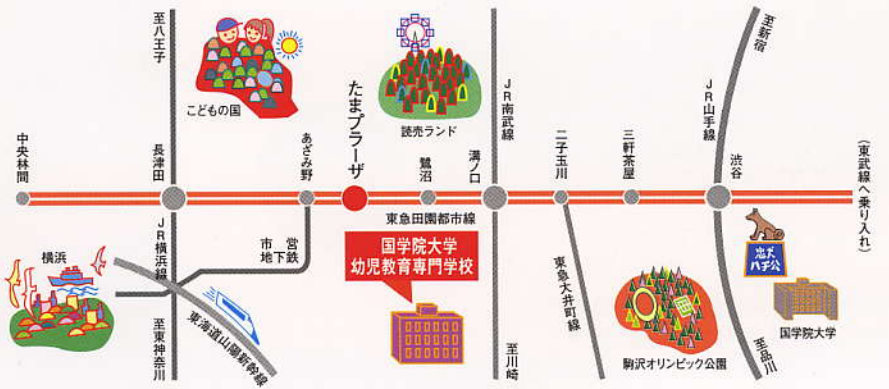 至八王子
こどもの国
たまプラーザ
読売ランド
JR南武線
JR山手線
至新宿
中央林間
長津田
あざみ野
鷺沼
溝ノ口
二子玉川
三軒茶屋
渋谷
(東武線へ乗り入れ)
東急田園都市線
横浜
JR横浜線
市営
地下鉄
国学院大学
幼児教育専門学校
東急大井町線
忠犬
ハチ公
国学院大学
東海道山陽新幹線
至東神奈川
至川崎
駒沢オリンピック公園
至品川